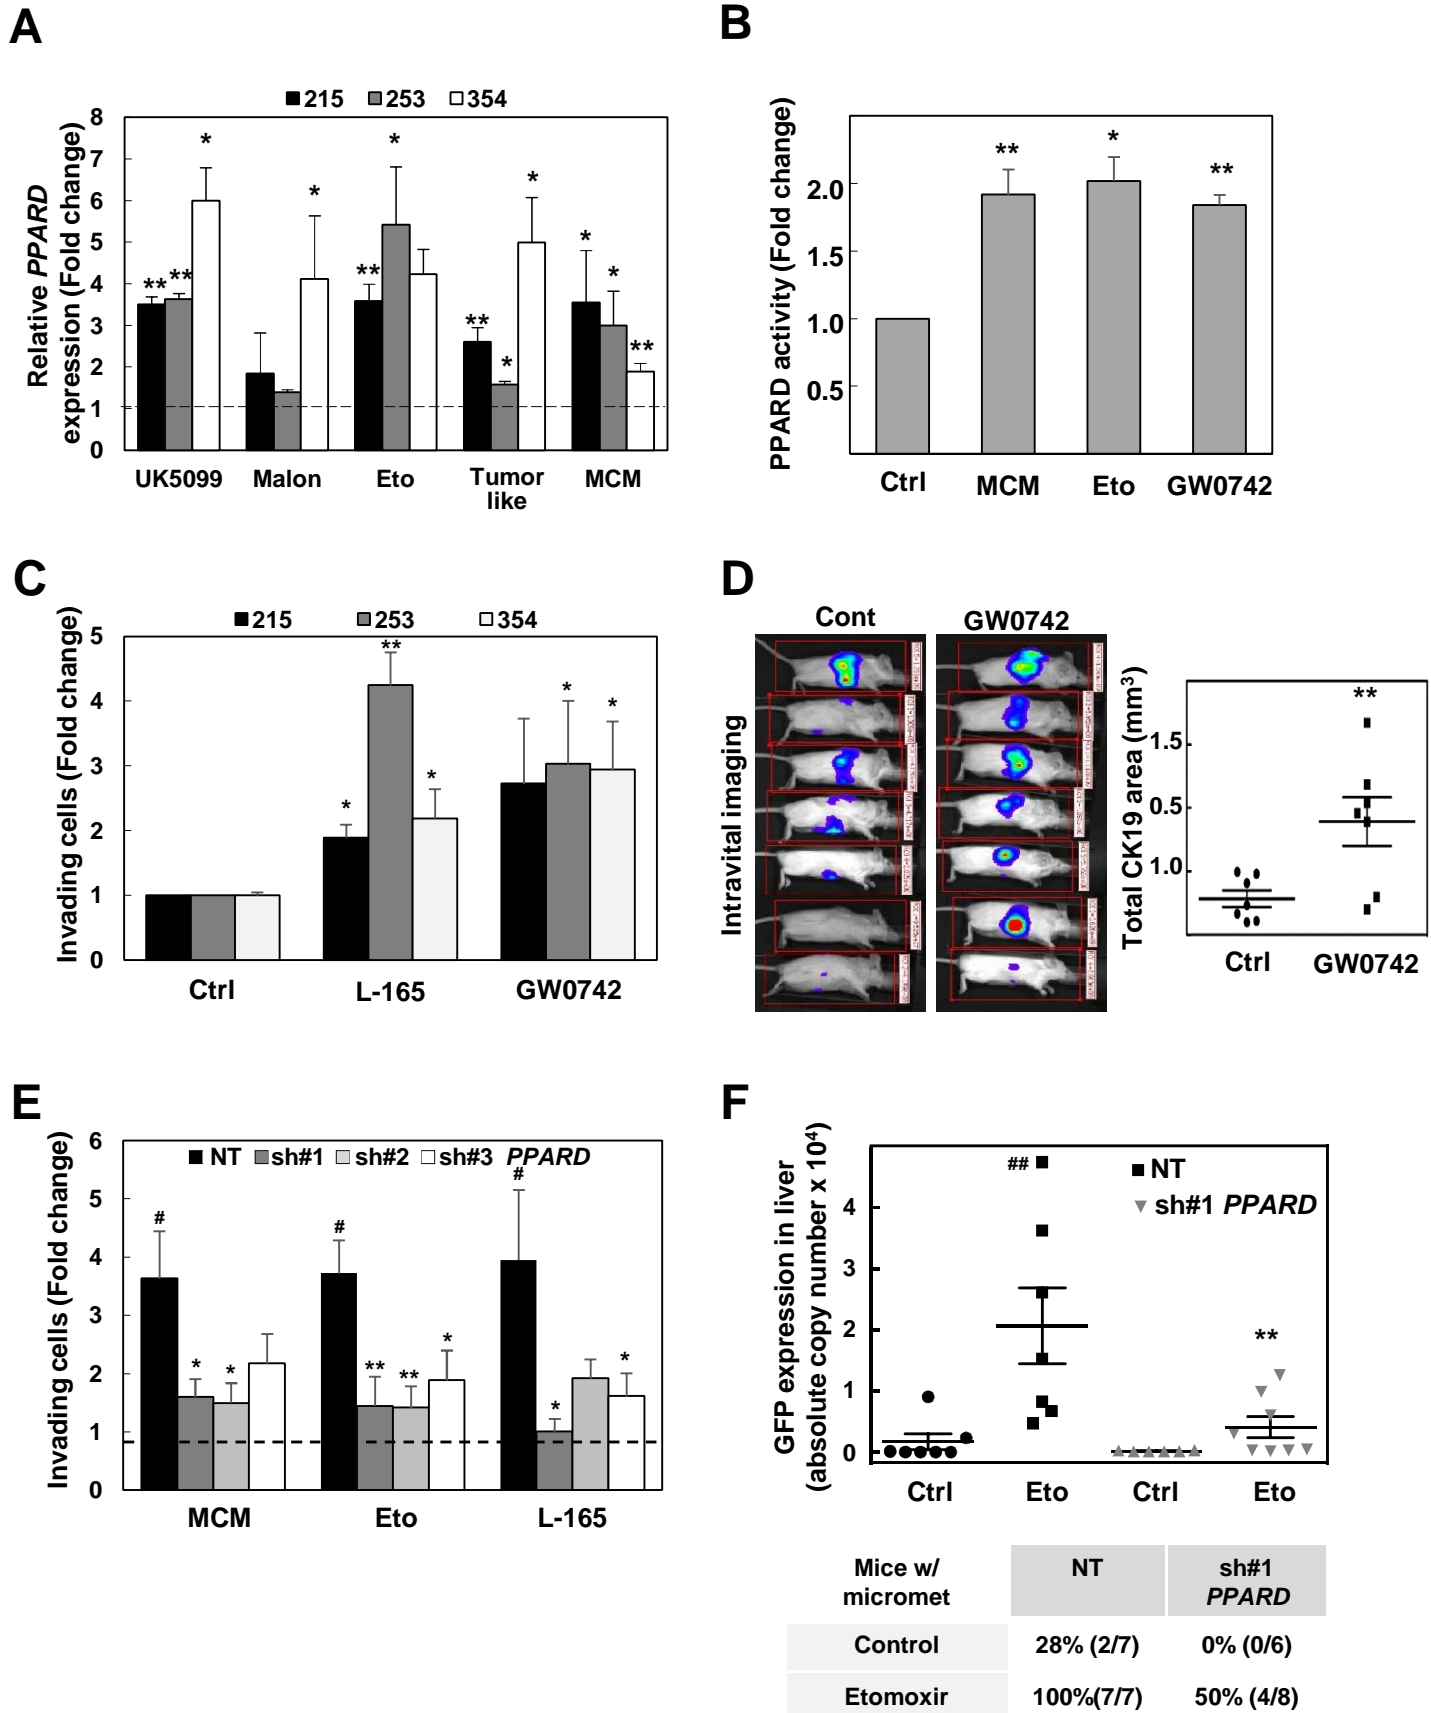 A
215 253 354
Relative PPARD
expression (Fold change)
8
7
6
5
4
3
2
1
0
** ** *
*
** *
** * *
* * **
UK5099 Malon Eto Tumor like MCM
B
PPARD activity (Fold change)
2.0
1.5
1.0
0.5
** * **
Ctrl MCM Eto GW0742
C
215 253 354
Invading cells (Fold change)
5
4
3
2
1
0
* ** *
* *
Ctrl L-165 GW0742
D
Cont GW0742
Intravital imaging
Total CK19 area (mm3)
1.5
0.5
1.0
**
Ctrl GW0742
E
NT sh#1 sh#2 sh#3 PPARD
Invading cells (Fold change)
6
5
4
3
2
1
0
# * *
# ** ** *
# * *
MCM Eto L-165
F
GFP expression in liver
(absolute copy number x 104)
4
3
2
1
0
##
NT
sh#1 PPARD
**
Ctrl Eto Ctrl Eto
Mice w/ micromet NT sh#1 PPARD
Control 28% (2/7) 0% (0/6)
Etomoxir 100%(7/7) 50% (4/8)